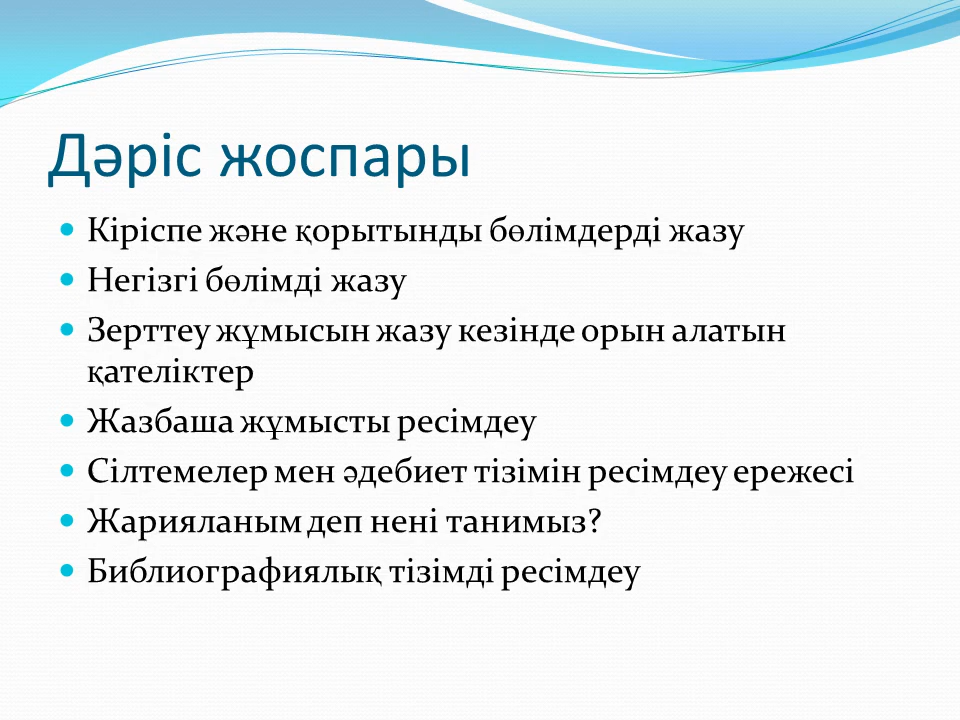 Дәріс жоспары
Кіріспе және қорытынды бөлімдерді жазу
Негізгі бөлімді жазу
Зерттеу жұмысын жазу кезінде орын алатын
қателіктер
Жазбаша жұмысты ресімдеу
Сілтемелер мен әдебиет тізімін ресімдеу ережесі
Жарияланым деп нені танимыз?
Библиографиялық тізімді ресімдеу